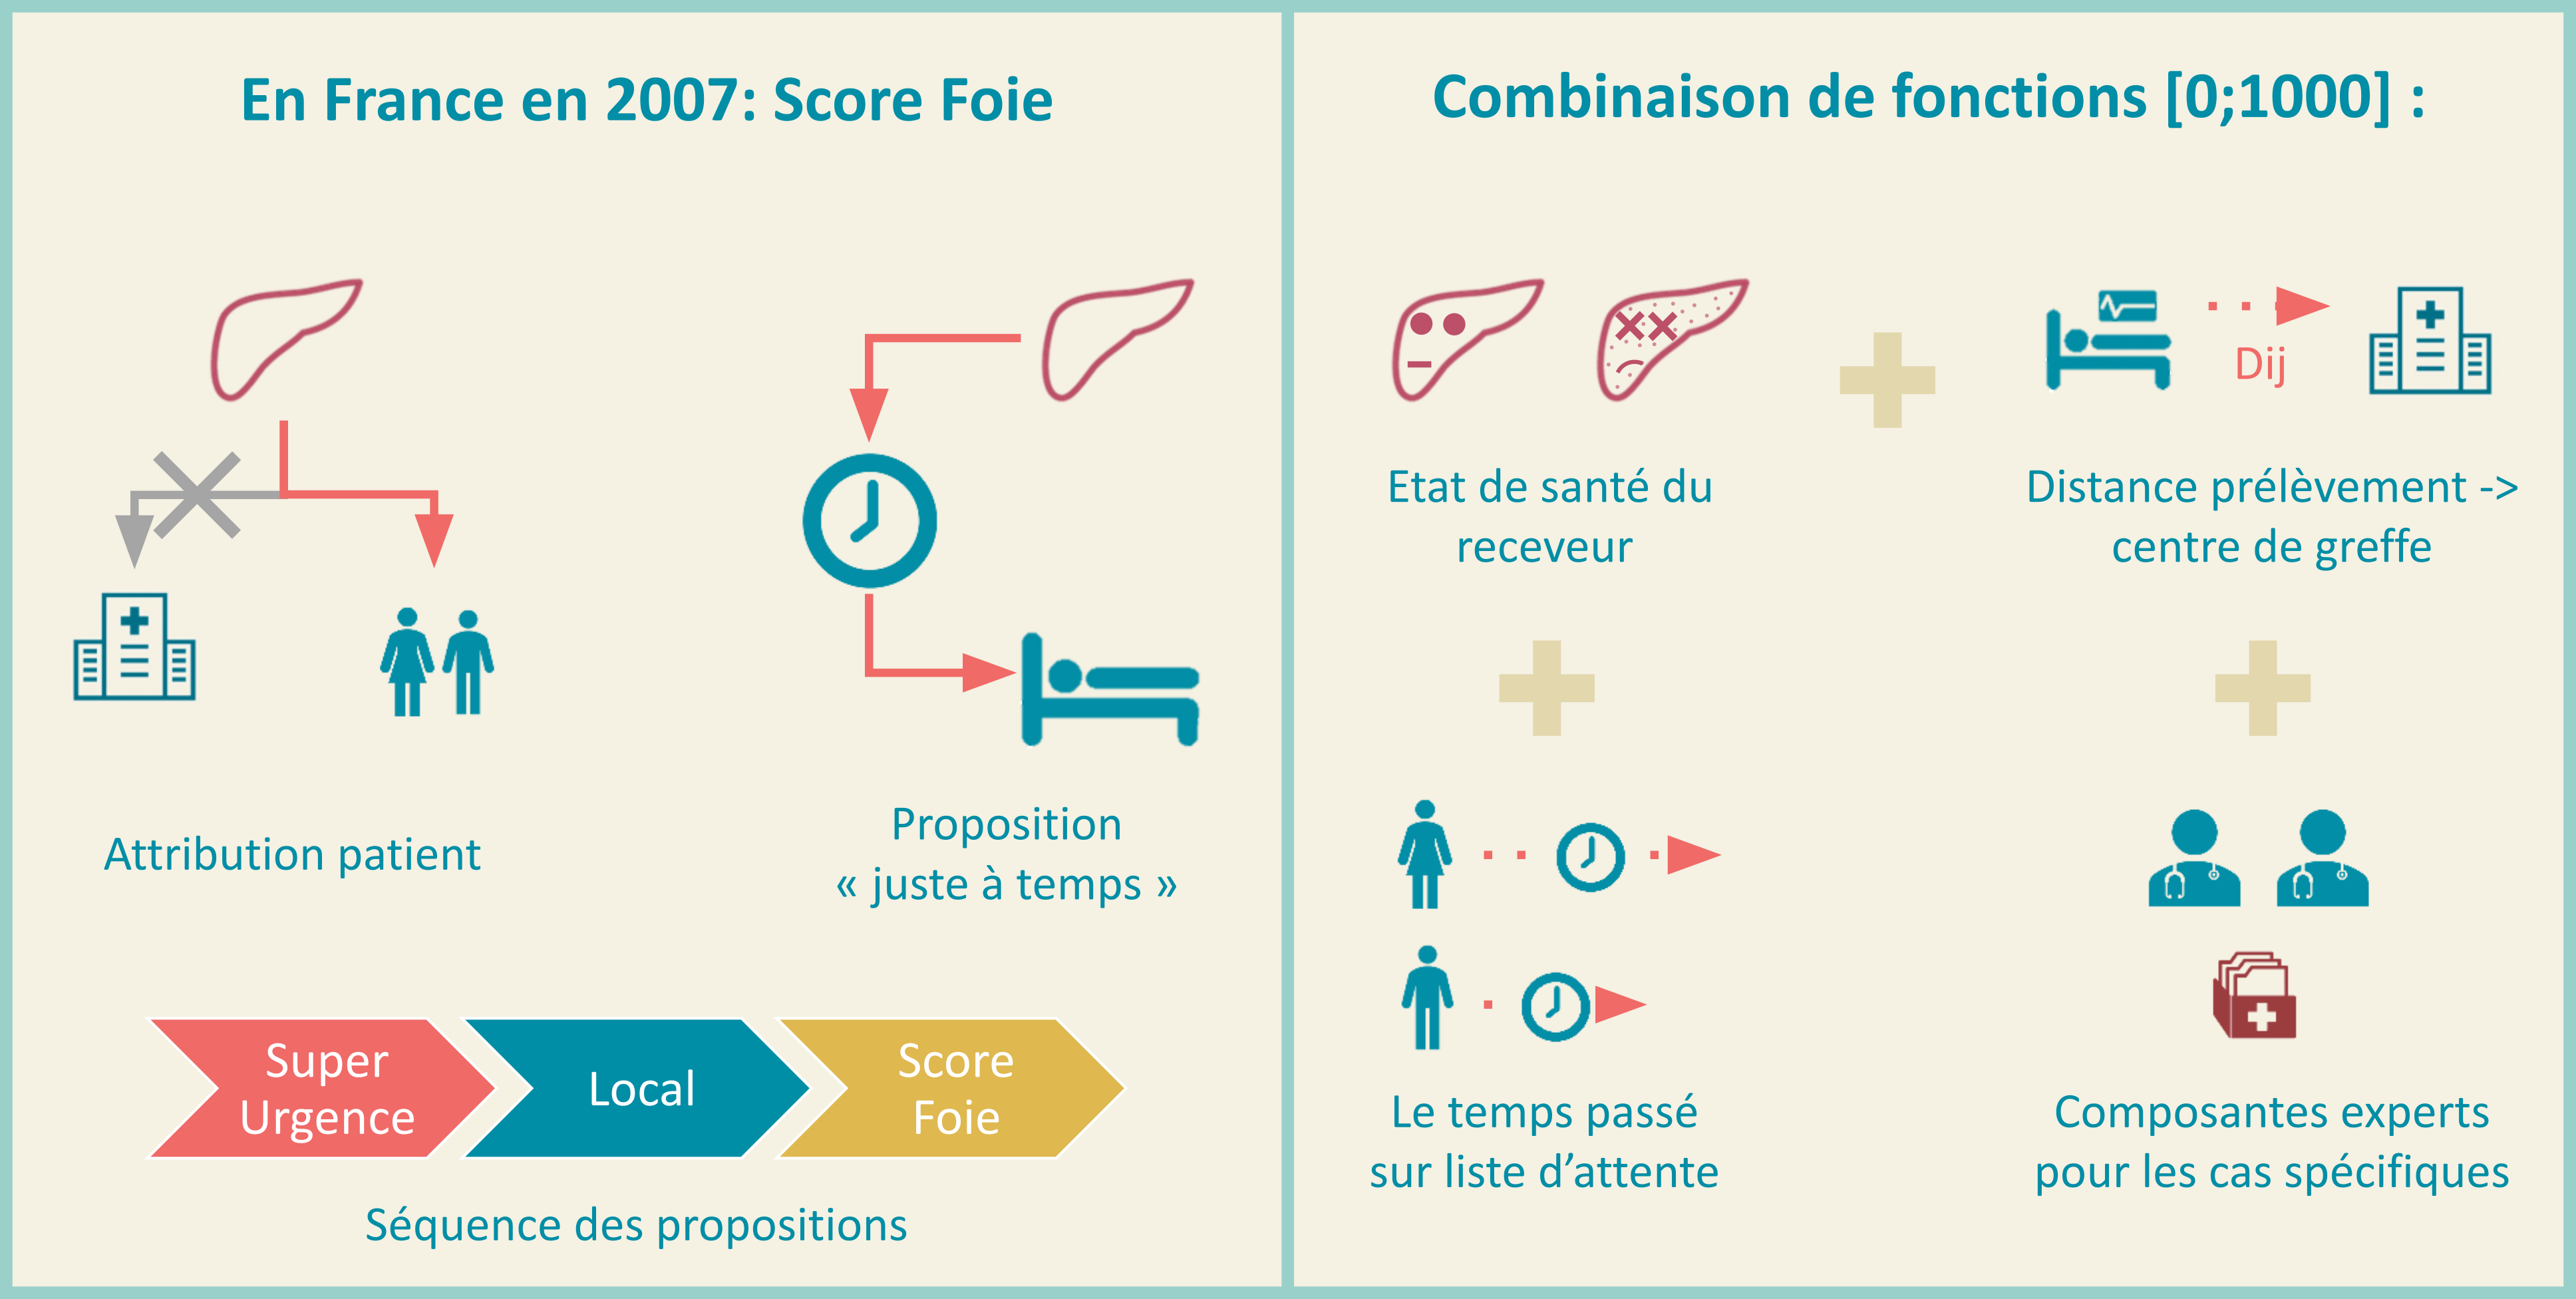 En France en 2007: Score Foie
Attribution patient
Proposition
« juste à temps »
Super
Urgence
Local
Score
Foie
Séquence des propositions
Combinaison de fonctions [0;1000] :
Dij
Etat de santé du
receveur
Distance prélèvement ->
centre de greffe
Le temps passé
sur liste d’attente
Composantes experts
pour les cas spécifiques